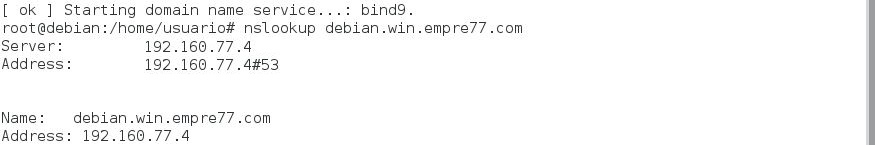 [ ok ] Starting domain name service...: bind9.
root@debian:/home/usuario# nslookup debian.win.empre77.com
Server:         192.160.77.4
Address:        192.160.77.4#53

Name:   debian.win.empre77.com
Address: 192.160.77.4